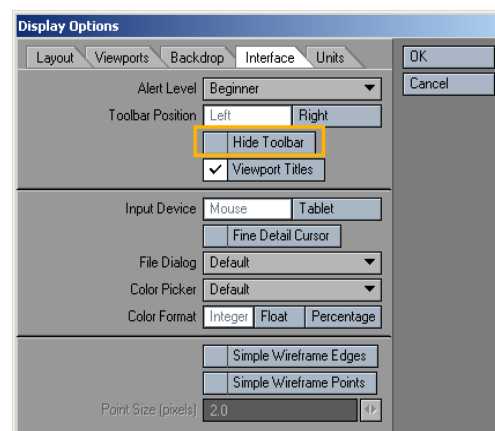 Display Options
Layout Viewports Backdrop Interface Units
OK
Cancel
Alert Level Beginner
Toolbar Position Left Right
Hide Toolbar
Viewport Titles
Input Device Mouse Tablet
Fine Detail Cursor
File Dialog Default
Color Picker Default
Color Format Integer Float Percentage
Simple Wireframe Edges
Simple Wireframe Points
Point Size (pixels) 2.0